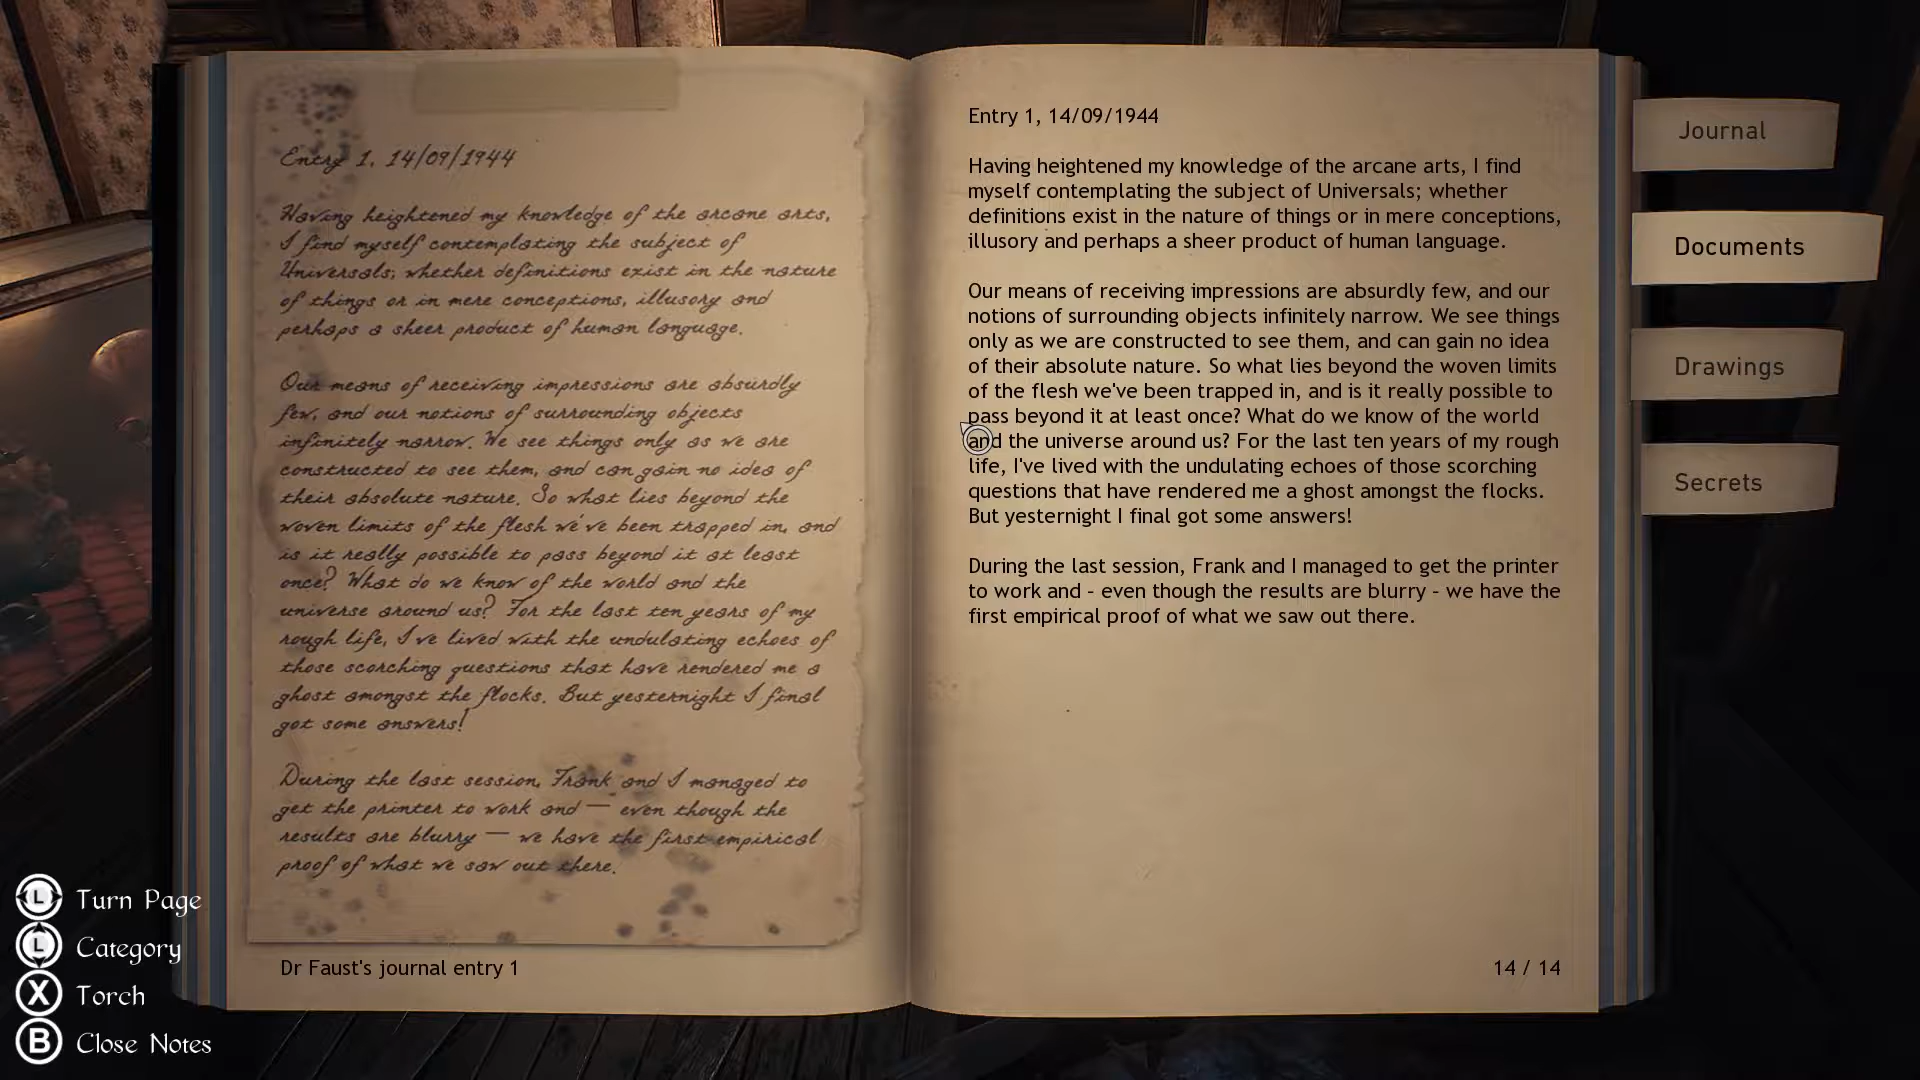 Entry 1, 14/09/1944
Having heightened my knowledge of the arcane arts,
I find myself contemplating the subject of
Universals; whether definitions exist in the nature
of things or in mere conceptions, illusory and
perhaps a sheer product of human language.
Our means of receiving impressions are absurdly
few, and our notions of surrounding objects
infinitely narrow. We see things only as we are
constructed to see them, and can gain no idea of
their absolute nature. So what lies beyond the
woven limits of the flesh we've been trapped in, and
is it really possible to pass beyond it at least
once? What do we know of the world and the
universe around us? For the last ten years of my
rough life, I've lived with the undulating echoes of
those scorching questions that have rendered me a
ghost amongst the flocks. But yesternight I final
got some answers!
During the last session, Frank and I managed to
get the printer to work and — even though the
results are blurry — we have the first empirical
proof of what we saw out there.
Dr Faust's journal entry 1
Entry 1, 14/09/1944
Having heightened my knowledge of the arcane arts, I find
myself contemplating the subject of Universals; whether
definitions exist in the nature of things or in mere conceptions,
illusory and perhaps a sheer product of human language.
Our means of receiving impressions are absurdly few, and our
notions of surrounding objects infinitely narrow. We see things
only as we are constructed to see them, and can gain no idea
of their absolute nature. So what lies beyond the woven limits
of the flesh we've been trapped in, and is it really possible to
pass beyond it at least once? What do we know of the world
and the universe around us? For the last ten years of my rough
life, I've lived with the undulating echoes of those scorching
questions that have rendered me a ghost amongst the flocks.
But yesternight I final got some answers!
During the last session, Frank and I managed to get the printer
to work and - even though the results are blurry - we have the
first empirical proof of what we saw out there.
14 / 14
Journal
Documents
Drawings
Secrets
L Turn Page
L Category
X Torch
B Close Notes